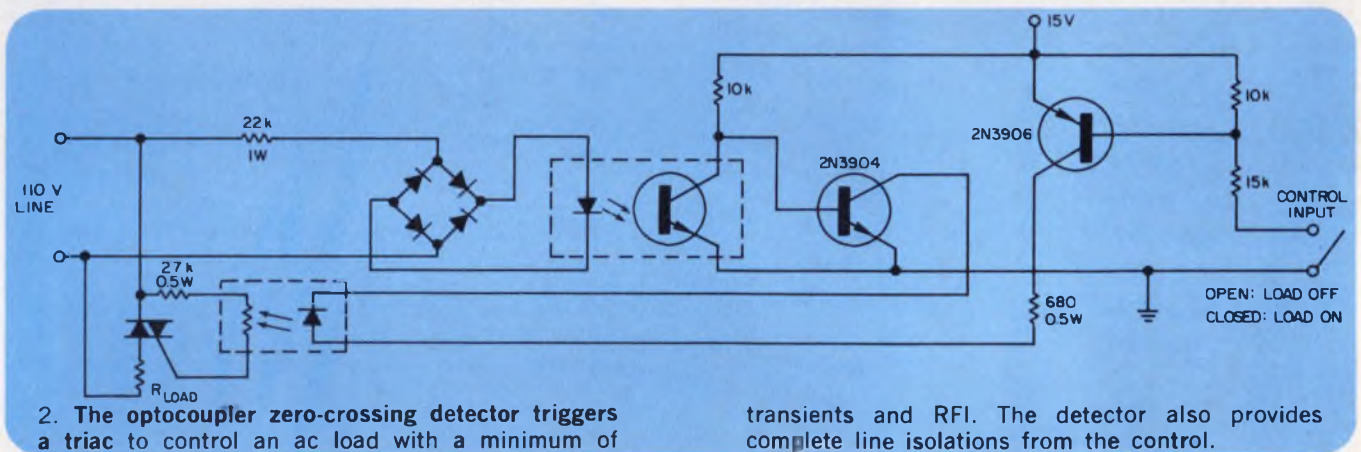 15V
10k
10k
22k
1W
2N3906
2N3904
15k
110 V
LINE
CONTROL
INPUT
27k
0.5W
680
0.5W
OPEN: LOAD OFF
CLOSED: LOAD ON
RLOAD
2. The optocoupler zero-crossing detector triggers
a triac to control an ac load with a minimum of
transients and RFI. The detector also provides
complete line isolations from the control.